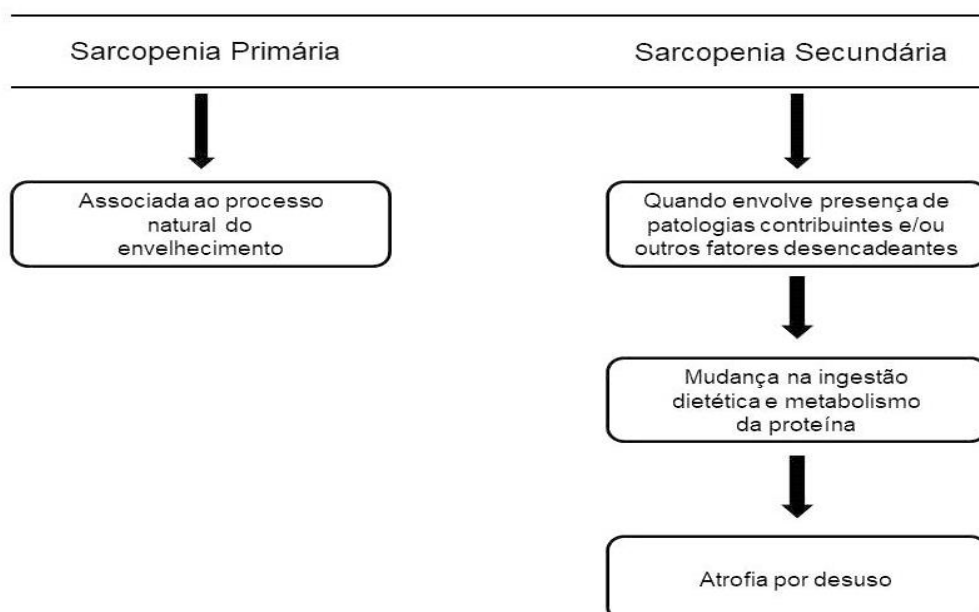 Sarcopenia Primária
Sarcopenia Secundária
Associada ao processo
natural do
envelhecimento
Quando envolve presença de
patologias contribuintes e/ou
outros fatores desencadeantes
Mudança na ingestão
dietética e metabolismo
da proteína
Atrofia por desuso